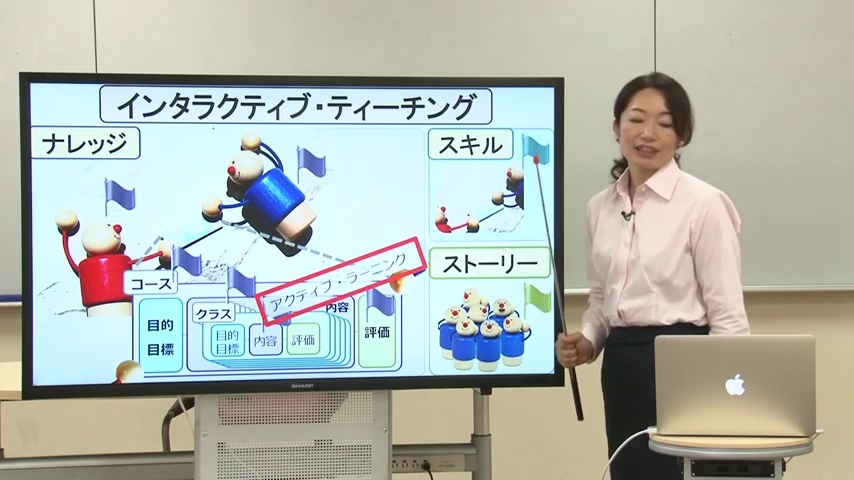 インタラクティブ・ティーチング
ナレッジ
スキル
ストーリー
コース
アクティブ・ラーニング
クラス
内容
目的
目標
目的
目標
内容
評価
評価
SHARP